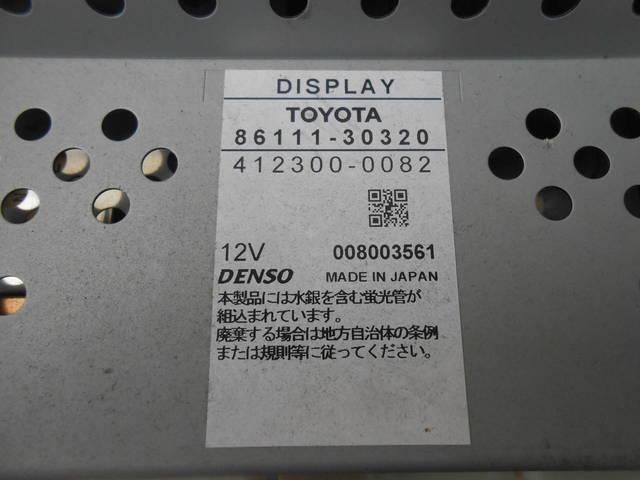 DISPLAY
TOYOTA
86111-30320
412300-0082
12V 008003561
DENSO MADE IN JAPAN
本製品には水銀を含む蛍光管が
組込まれています。
廃棄する場合は地方自治体の条例
または規則等に従ってください。